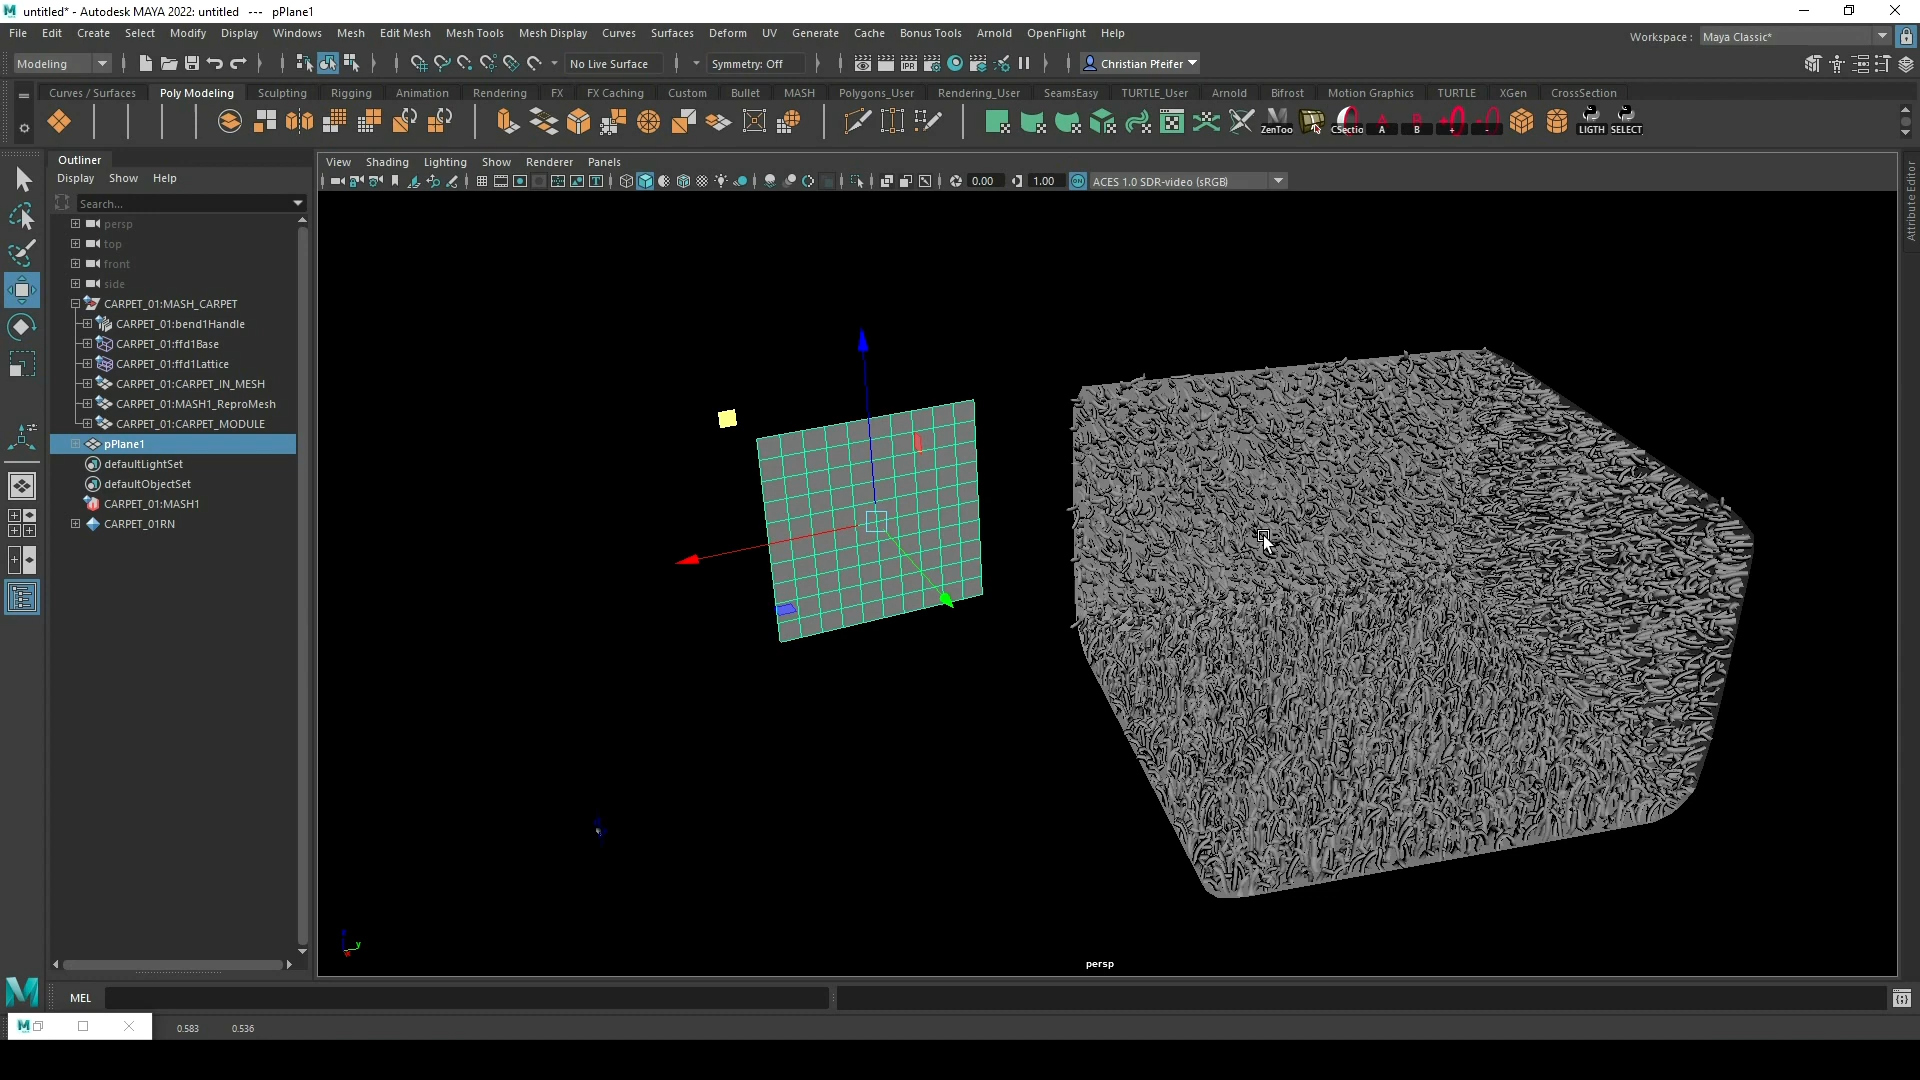 untitled* - Autodesk MAYA 2022: untitled --- pPlane1
File Edit Create Select Modify Display Windows Mesh Edit Mesh Mesh Tools Mesh Display Curves Surfaces Deform UV Generate Cache Bonus Tools Arnold OpenFlight Help
Workspace : Maya Classic*
Modeling
No Live Surface
Symmetry: Off
Christian Pfeifer
Curves / Surfaces Poly Modeling Sculpting Rigging Animation Rendering FX FX Caching Custom Bullet MASH Polygons_User Rendering_User SeamsEasy TURTLE_User Arnold Bifrost Motion Graphics TURTLE XGen CrossSection
ZenToo CSectio A B + - LIGTH SELECT
Outliner
Display Show Help
Search...
persp
top
front
side
CARPET_01:MASH_CARPET
CARPET_01:bend1Handle
CARPET_01:ffd1Base
CARPET_01:ffd1Lattice
CARPET_01:CARPET_IN_MESH
CARPET_01:MASH1_ReproMesh
CARPET_01:CARPET_MODULE
pPlane1
defaultLightSet
defaultObjectSet
CARPET_01:MASH1
CARPET_01RN
View Shading Lighting Show Renderer Panels
0.00 1.00 ACES 1.0 SDR-video (sRGB)
Attribute Editor
y
persp
MEL
0.583 0.536